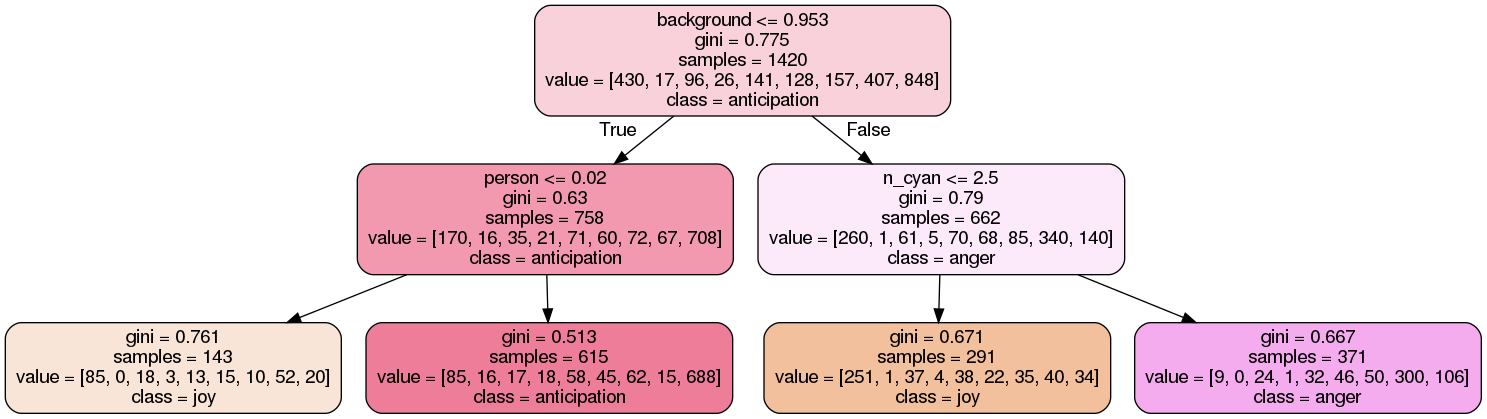 background <= 0.953
gini = 0.775
samples = 1420
value = [430, 17, 96, 26, 141, 128, 157, 407, 848]
class = anticipation
True
False
person <= 0.02
gini = 0.63
samples = 758
value = [170, 16, 35, 21, 71, 60, 72, 67, 708]
class = anticipation
n_cyan <= 2.5
gini = 0.79
samples = 662
value = [260, 1, 61, 5, 70, 68, 85, 340, 140]
class = anger
gini = 0.761
samples = 143
value = [85, 0, 18, 3, 13, 15, 10, 52, 20]
class = joy
gini = 0.513
samples = 615
value = [85, 16, 17, 18, 58, 45, 62, 15, 688]
class = anticipation
gini = 0.671
samples = 291
value = [251, 1, 37, 4, 38, 22, 35, 40, 34]
class = joy
gini = 0.667
samples = 371
value = [9, 0, 24, 1, 32, 46, 50, 300, 106]
class = anger